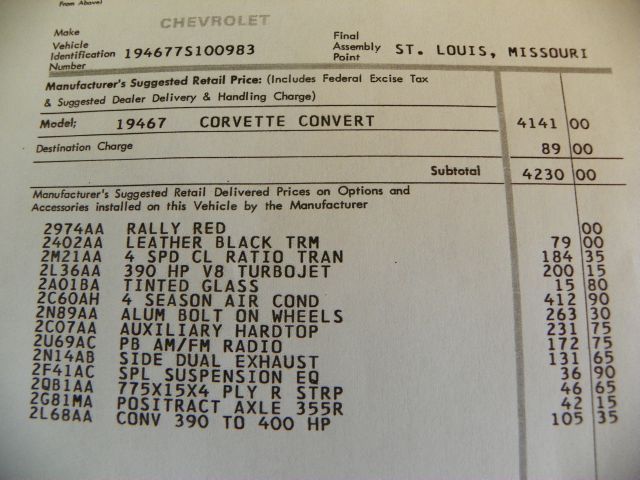 From Above)
Make CHEVROLET
Vehicle Identification Number 194677S100983 Final Assembly Point ST. LOUIS, MISSOURI
Manufacturer's Suggested Retail Price: (Includes Federal Excise Tax
& Suggested Dealer Delivery & Handling Charge)
Model; 19467 CORVETTE CONVERT 4141 00
Destination Charge 89 00
Subtotal 4230 00
Manufacturer's Suggested Retail Delivered Prices on Options and
Accessories installed on this Vehicle by the Manufacturer
2974AA RALLY RED 00
2402AA LEATHER BLACK TRM 79 00
2M21AA 4 SPD CL RATIO TRAN 184 35
2L36AA 390 HP V8 TURBOJET 200 15
2A01BA TINTED GLASS 15 80
2C60AH 4 SEASON AIR COND 412 90
2N89AA ALUM BOLT ON WHEELS 263 30
2C07AA AUXILIARY HARDTOP 231 75
2U69AC PB AM/FM RADIO 172 75
2N14AB SIDE DUAL EXHAUST 131 65
2F41AC SPL SUSPENSION EQ 36 90
2QB1AA 775X15X4 PLY R STRP 46 65
2G81MA POSITRACT AXLE 355R 42 15
2L68AA CONV 390 TO 400 HP 105 35